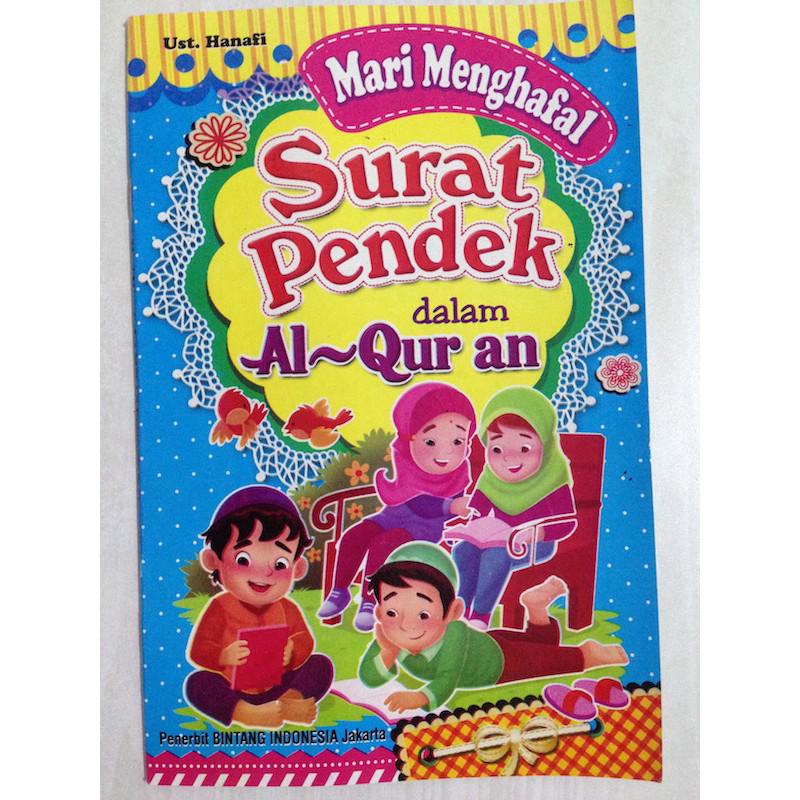 Ust. Hanafi
Mari Menghafal
Surat
Pendek
dalam
Al~Qur an
Penerbit BINTANG INDONESIA Jakarta